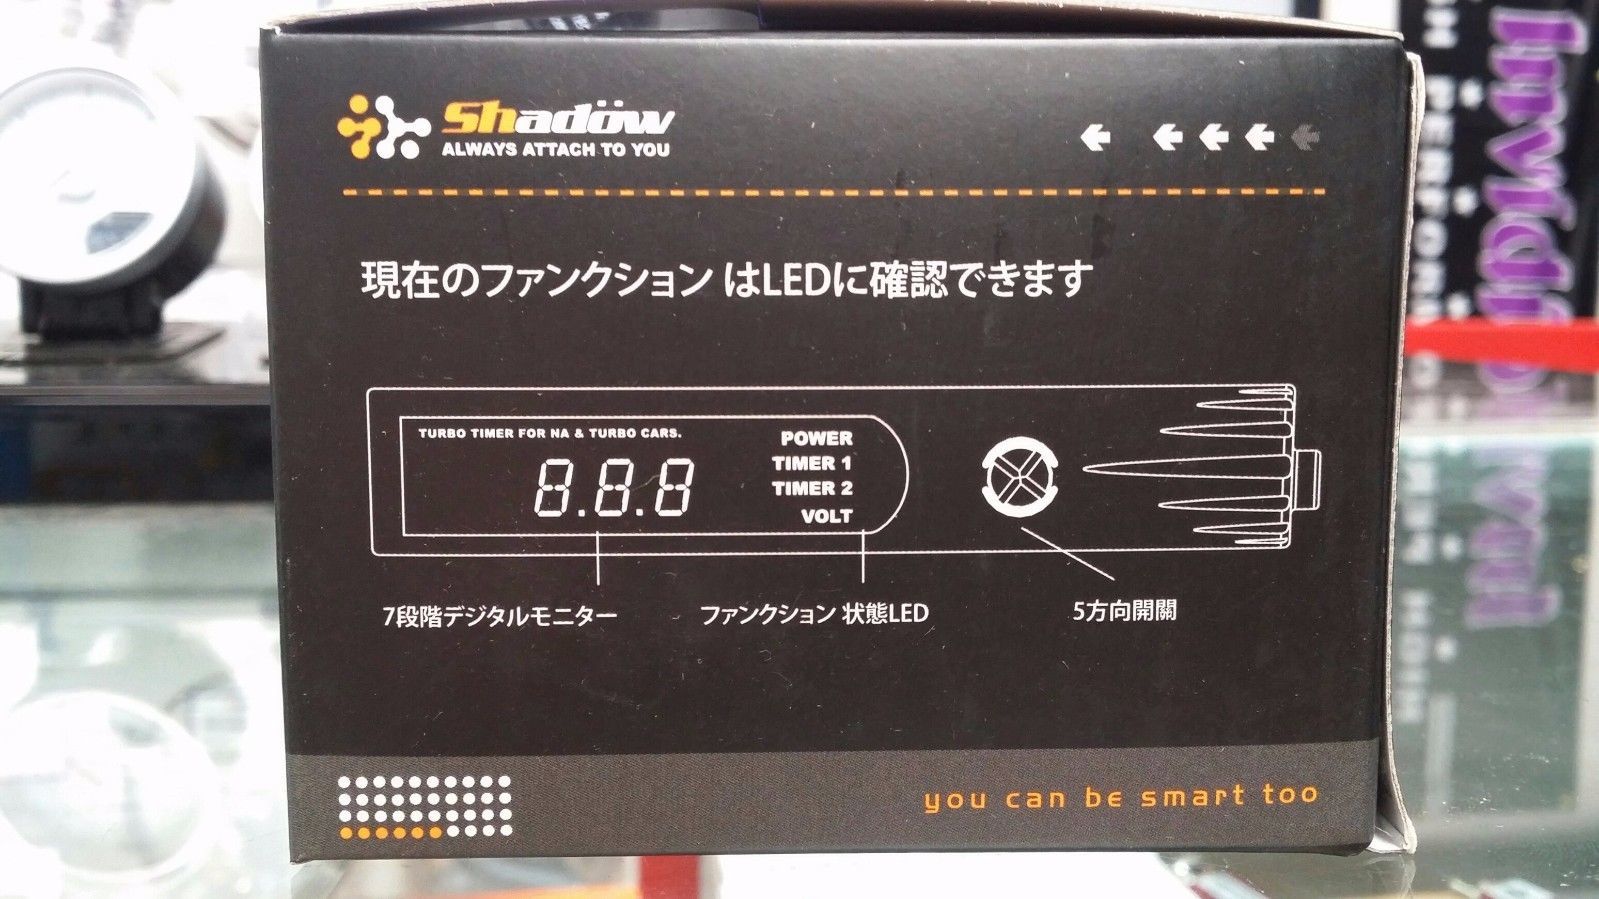 Shadöw
ALWAYS ATTACH TO YOU
現在のファンクション はLEDに確認できます
TURBO TIMER FOR NA & TURBO CARS.
POWER
TIMER 1
TIMER 2
VOLT
8.8.8
7段階デジタルモニター
ファンクション 状態LED
5方向開關
you can be smart too